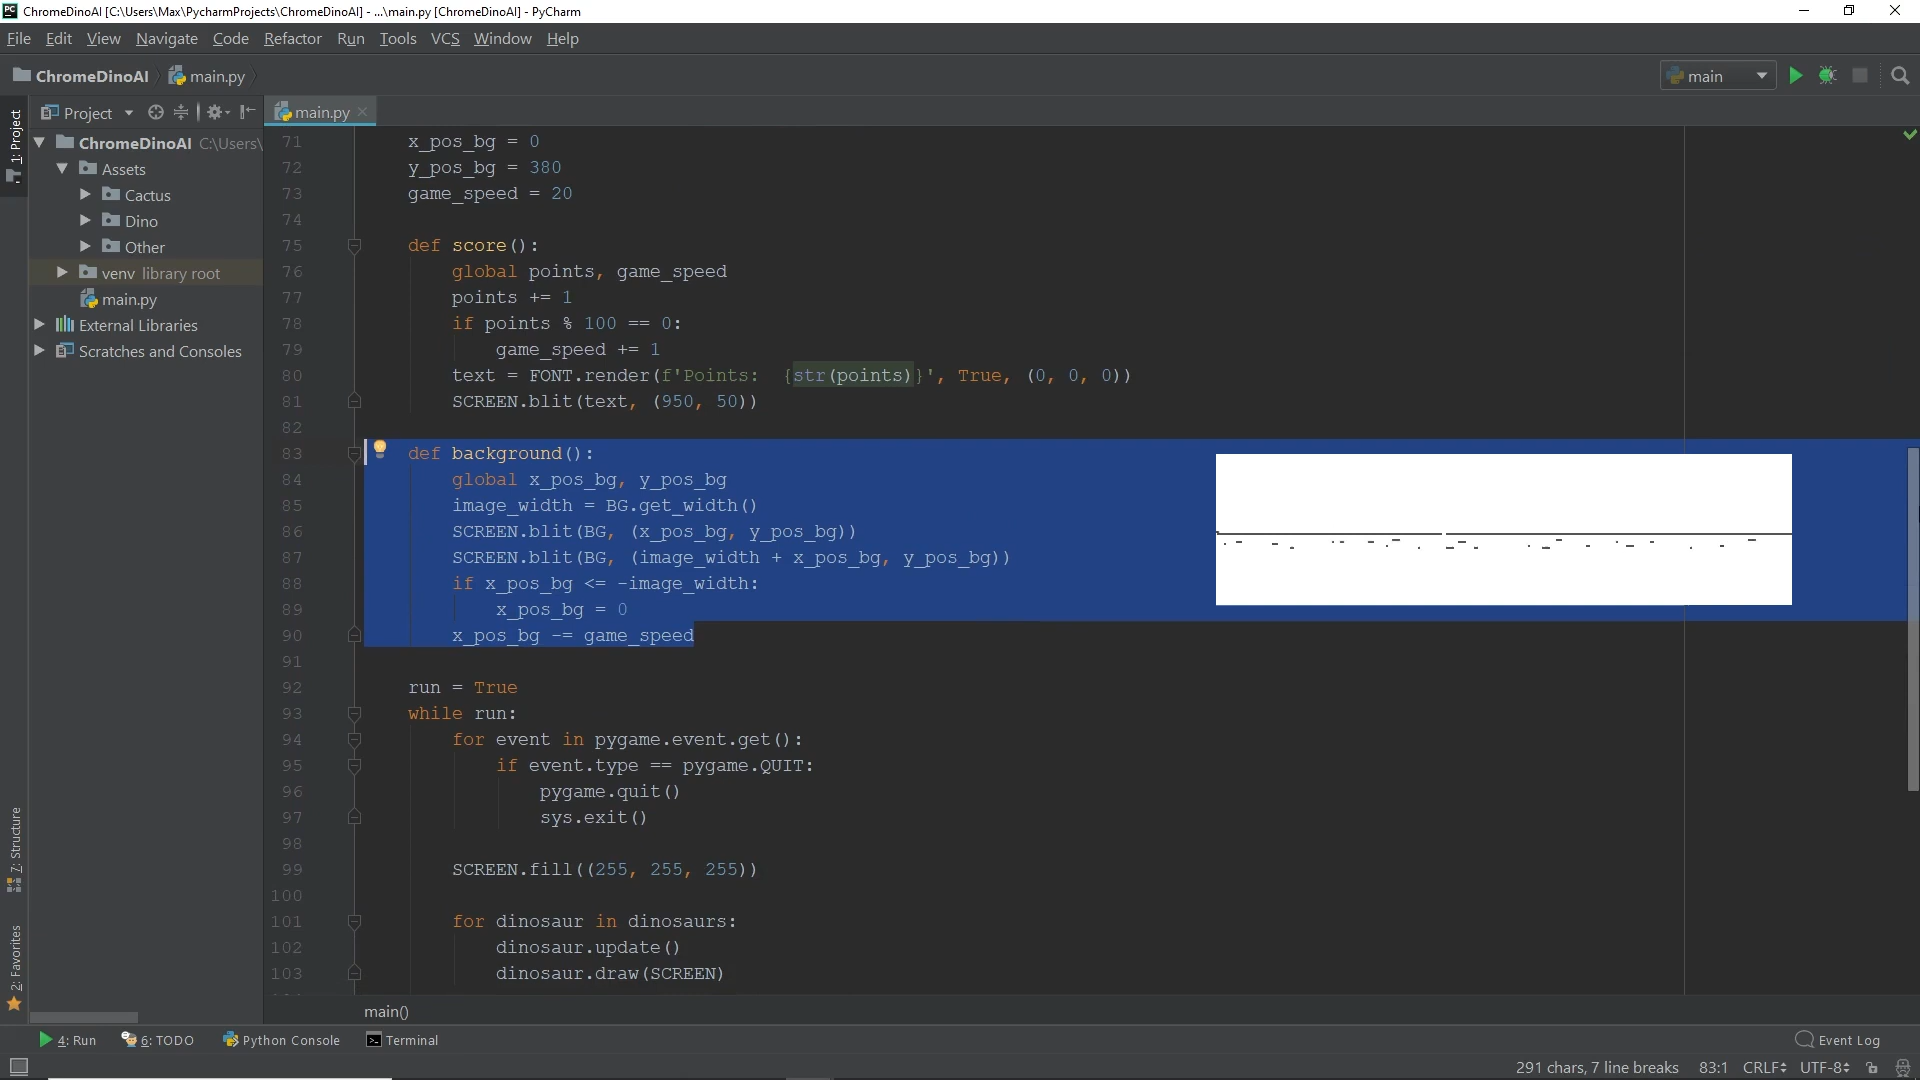 ChromeDinoAI [C:\Users\Max\PycharmProjects\ChromeDinoAI] - ...\main.py [ChromeDinoAI] - PyCharm
File Edit View Navigate Code Refactor Run Tools VCS Window Help
ChromeDinoAI main.py
main
Project
main.py
1: Project
ChromeDinoAI C:\Users\
Assets
Cactus
Dino
Other
venv library root
main.py
External Libraries
Scratches and Consoles
7: Structure
2: Favorites
71 x_pos_bg = 0
72 y_pos_bg = 380
73 game_speed = 20
74
75 def score():
76 global points, game_speed
77 points += 1
78 if points % 100 == 0:
79 game_speed += 1
80 text = FONT.render(f'Points:  {str(points)}', True, (0, 0, 0))
81 SCREEN.blit(text, (950, 50))
82
83 def background():
84 global x_pos_bg, y_pos_bg
85 image_width = BG.get_width()
86 SCREEN.blit(BG, (x_pos_bg, y_pos_bg))
87 SCREEN.blit(BG, (image_width + x_pos_bg, y_pos_bg))
88 if x_pos_bg <= -image_width:
89 x_pos_bg = 0
90 x_pos_bg -= game_speed
91
92 run = True
93 while run:
94 for event in pygame.event.get():
95 if event.type == pygame.QUIT:
96 pygame.quit()
97 sys.exit()
98
99 SCREEN.fill((255, 255, 255))
100
101 for dinosaur in dinosaurs:
102 dinosaur.update()
103 dinosaur.draw(SCREEN)
main()
4: Run 6: TODO Python Console Terminal Event Log
291 chars, 7 line breaks 83:1 CRLF UTF-8